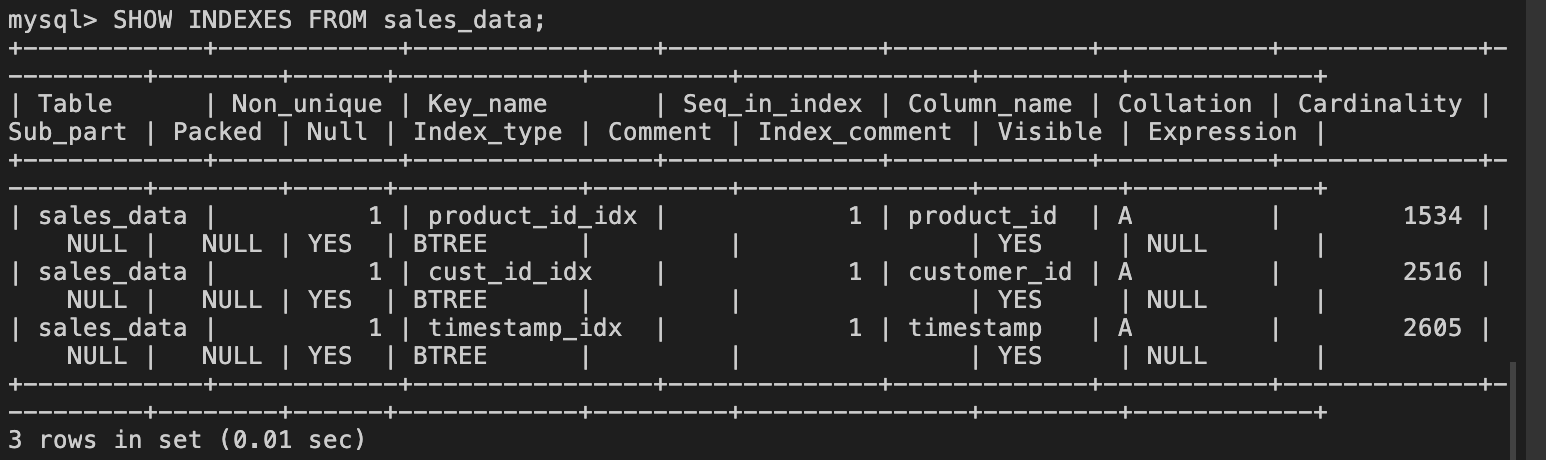 mysql> SHOW INDEXES FROM sales_data;
+------------+------------+----------------+--------------+-------------+-----------+-------------+-
---------+--------+------+------------+---------+---------------+---------+------------+
| Table      | Non_unique | Key_name       | Seq_in_index | Column_name | Collation | Cardinality |
Sub_part | Packed | Null | Index_type | Comment | Index_comment | Visible | Expression |
+------------+------------+----------------+--------------+-------------+-----------+-------------+-
---------+--------+------+------------+---------+---------------+---------+------------+
| sales_data |          1 | product_id_idx |            1 | product_id  | A         |        1534 |
    NULL |   NULL | YES  | BTREE      |         |               | YES     | NULL       |
| sales_data |          1 | cust_id_idx    |            1 | customer_id | A         |        2516 |
    NULL |   NULL | YES  | BTREE      |         |               | YES     | NULL       |
| sales_data |          1 | timestamp_idx  |            1 | timestamp   | A         |        2605 |
    NULL |   NULL | YES  | BTREE      |         |               | YES     | NULL       |
+------------+------------+----------------+--------------+-------------+-----------+-------------+-
---------+--------+------+------------+---------+---------------+---------+------------+
3 rows in set (0.01 sec)